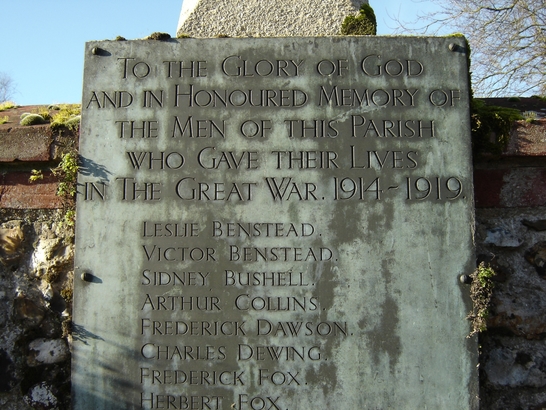 To the Glory of God
and in Honoured Memory of
the Men of this Parish
who Gave their Lives
in The Great War. 1914~1919.
Leslie Benstead.
Victor Benstead.
Sidney Bushell.
Arthur Collins.
Frederick Dawson.
Charles Dewing.
Frederick Fox.
Herbert Fox.